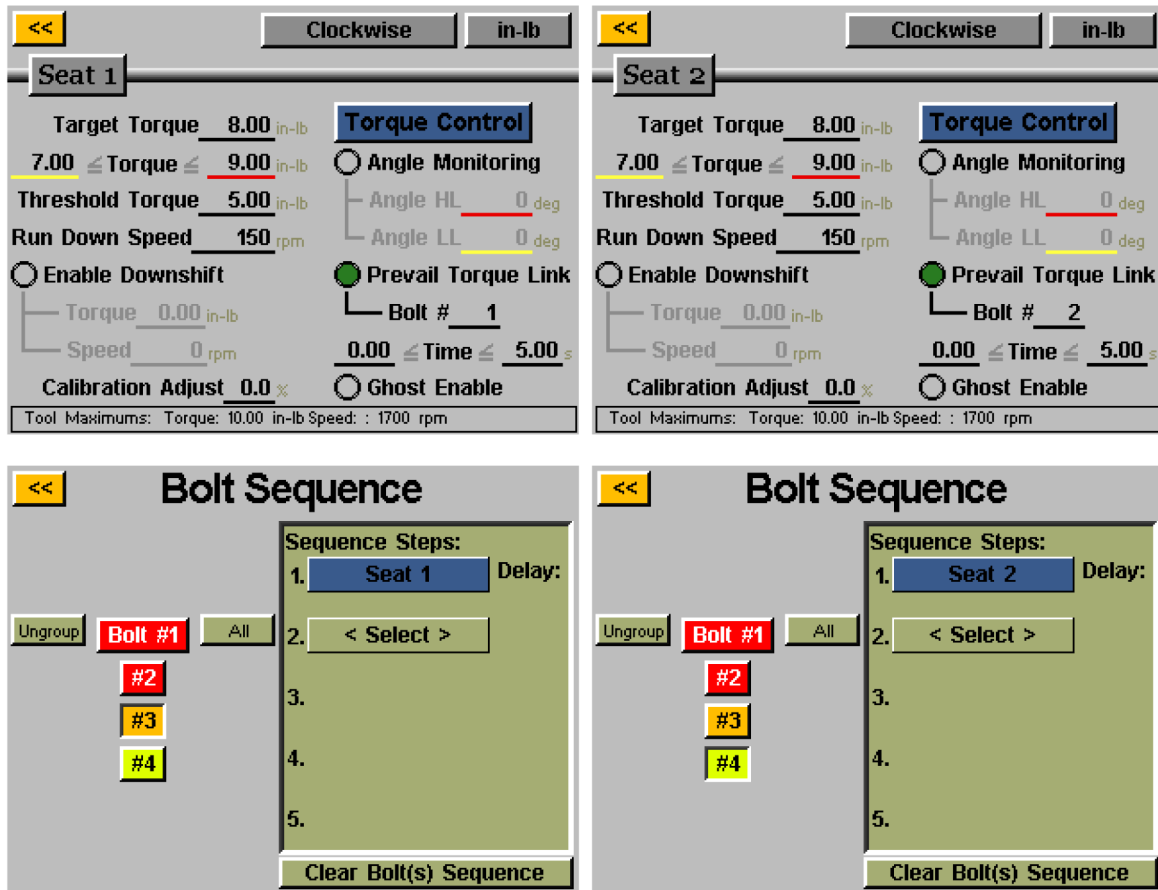 << Clockwise in-lb
Seat 1
Target Torque 8.00 in-lb Torque Control
7.00 ≤ Torque ≤ 9.00 in-lb Angle Monitoring
Threshold Torque 5.00 in-lb Angle HL 0 deg
Run Down Speed 150 rpm Angle LL 0 deg
Enable Downshift Prevail Torque Link
Torque 0.00 in-lb Bolt # 1
Speed 0 rpm 0.00 ≤ Time ≤ 5.00 s
Calibration Adjust 0.0 % Ghost Enable
Tool Maximums: Torque: 10.00 in-lb Speed: : 1700 rpm
<< Clockwise in-lb
Seat 2
Target Torque 8.00 in-lb Torque Control
7.00 ≤ Torque ≤ 9.00 in-lb Angle Monitoring
Threshold Torque 5.00 in-lb Angle HL 0 deg
Run Down Speed 150 rpm Angle LL 0 deg
Enable Downshift Prevail Torque Link
Torque 0.00 in-lb Bolt # 2
Speed 0 rpm 0.00 ≤ Time ≤ 5.00 s
Calibration Adjust 0.0 % Ghost Enable
Tool Maximums: Torque: 10.00 in-lb Speed: : 1700 rpm
<< Bolt Sequence
Sequence Steps:
1. Seat 1 Delay:
Ungroup Bolt #1 All 2. < Select >
#2
#3 3.
#4 4.
5.
Clear Bolt(s) Sequence
<< Bolt Sequence
Sequence Steps:
1. Seat 2 Delay:
Ungroup Bolt #1 All 2. < Select >
#2
#3 3.
#4 4.
5.
Clear Bolt(s) Sequence